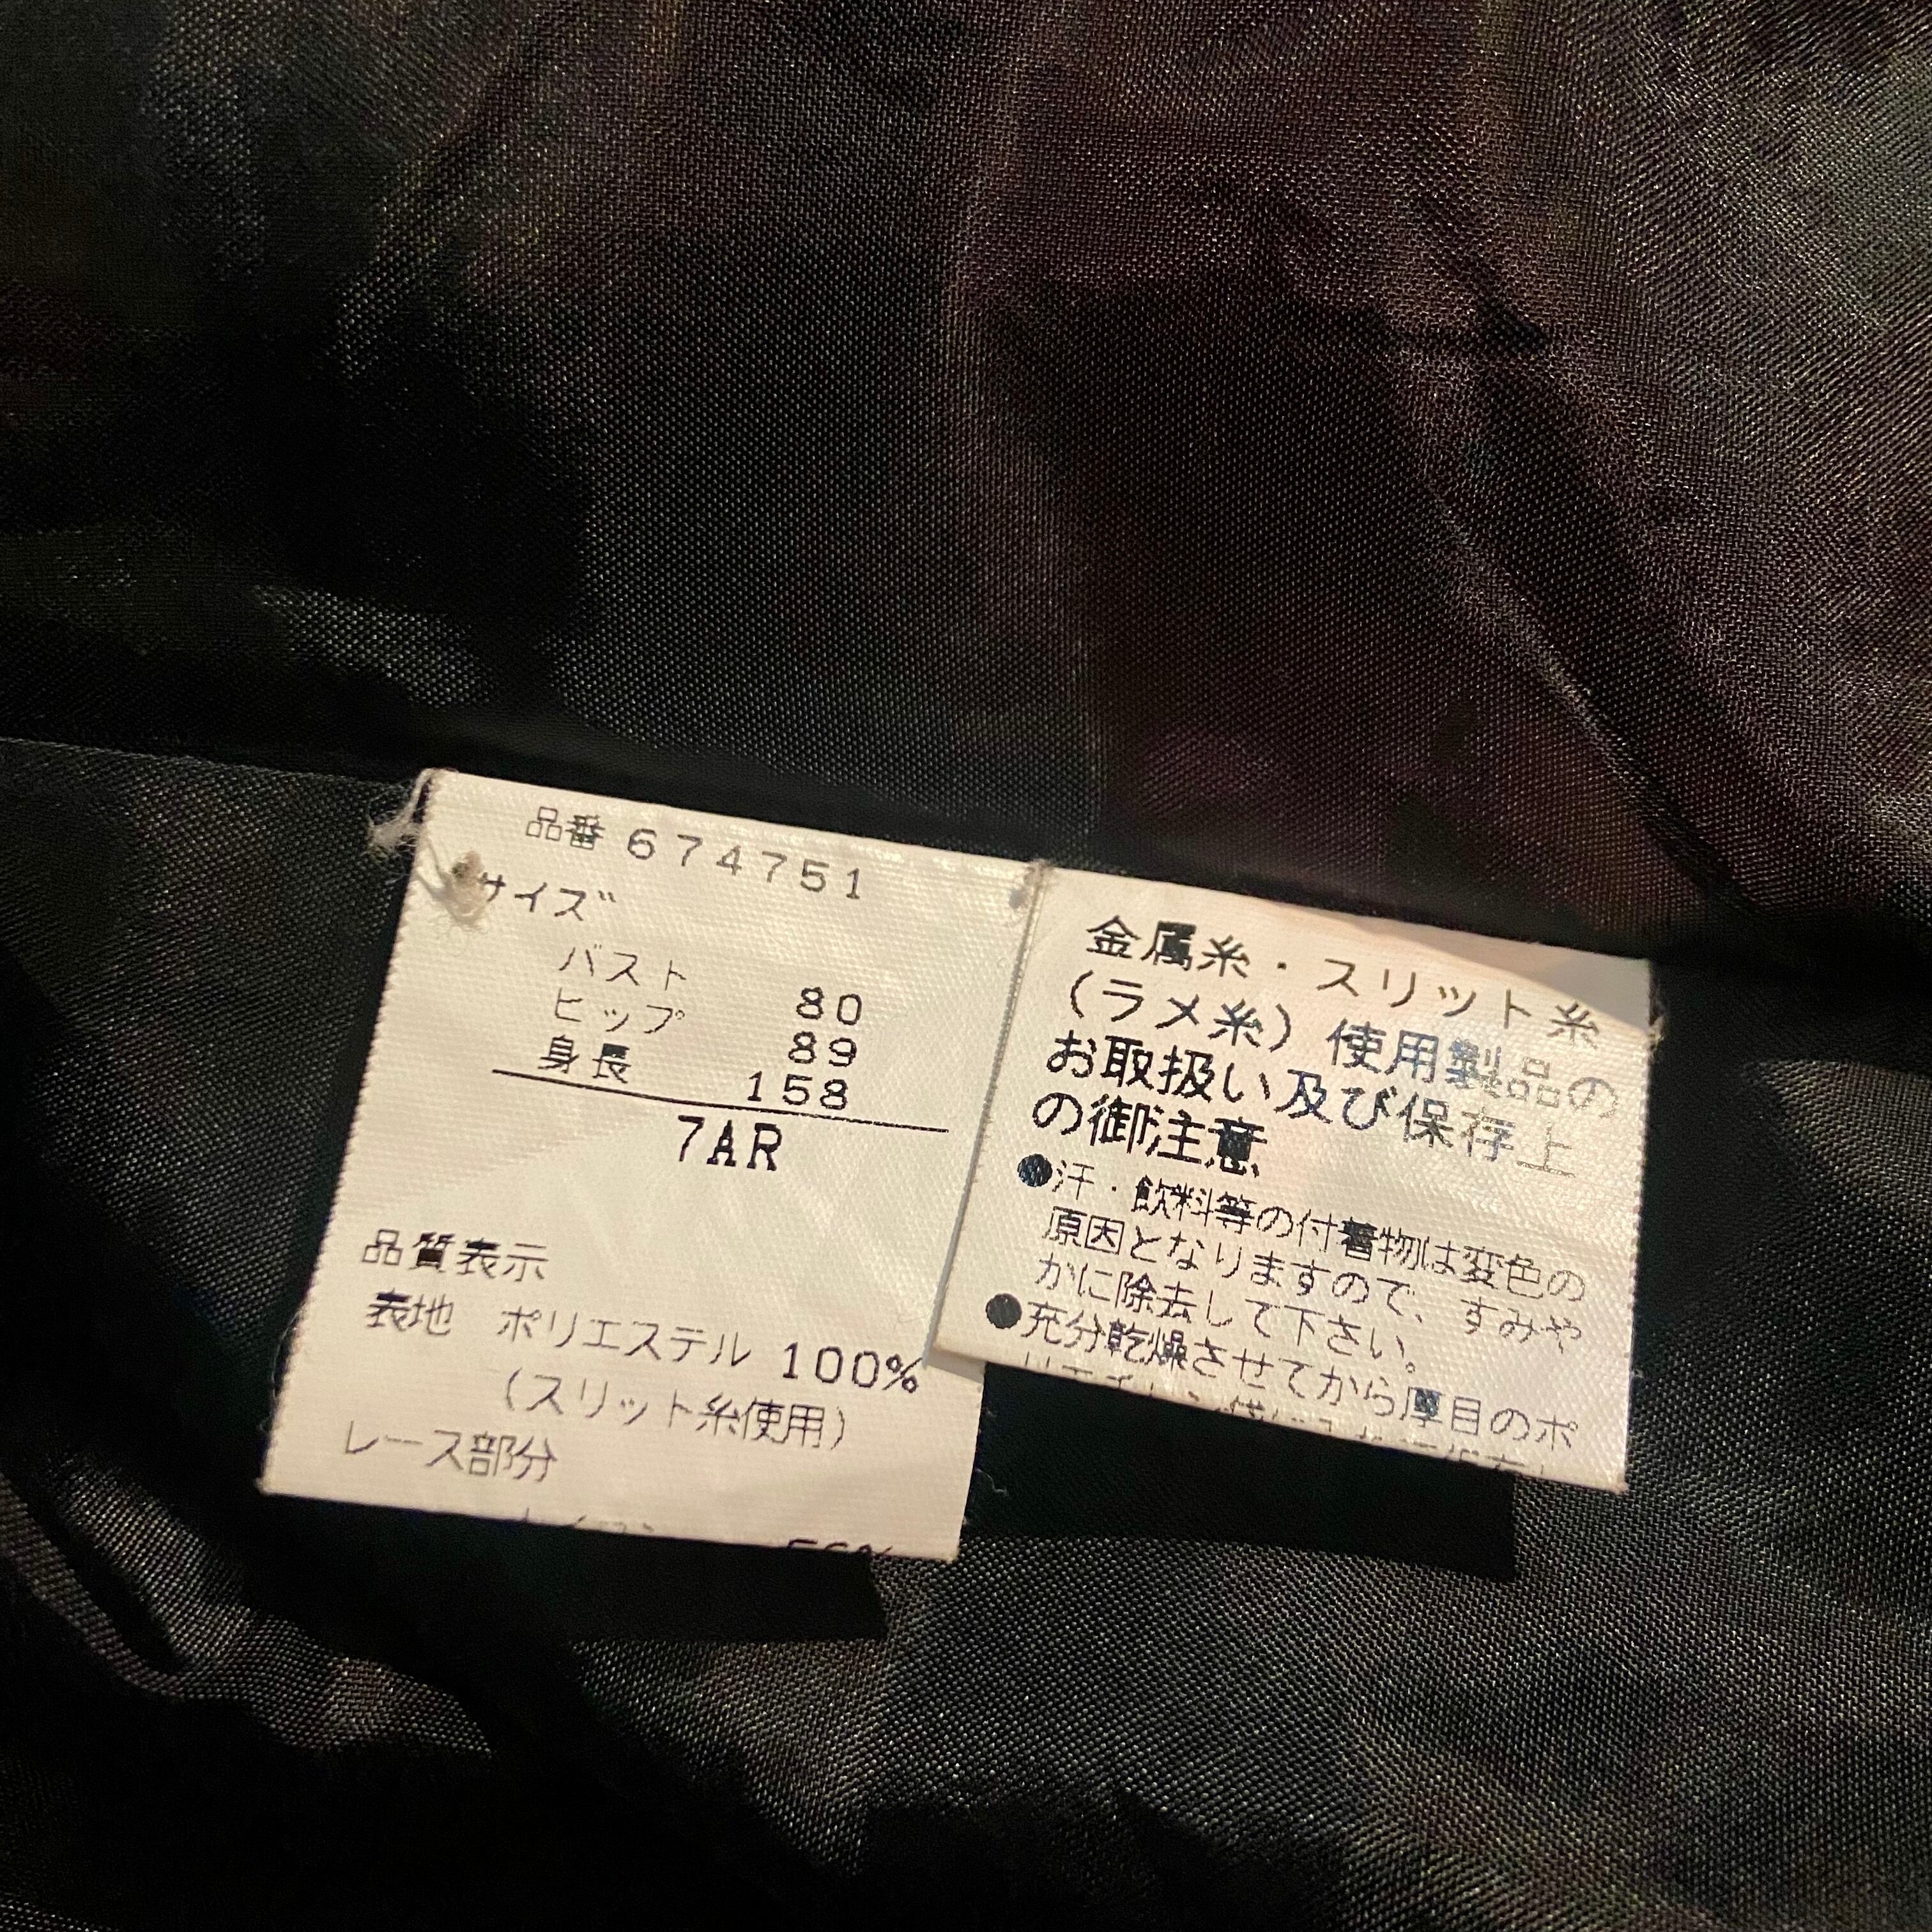 品番 674751
サイズ
バスト 80
ヒップ 89
身長 158
7AR
品質表示
表地 ポリエステル 100%
(スリット糸使用)
レース部分
金属糸・スリット糸
(ラメ糸) 使用製品の
お取扱い及び保存上
の御注意
●汗・飲料等の付着物は変色の
原因となりますので、すみや
かに除去して下さい。
●充分乾燥させてから厚目のポ